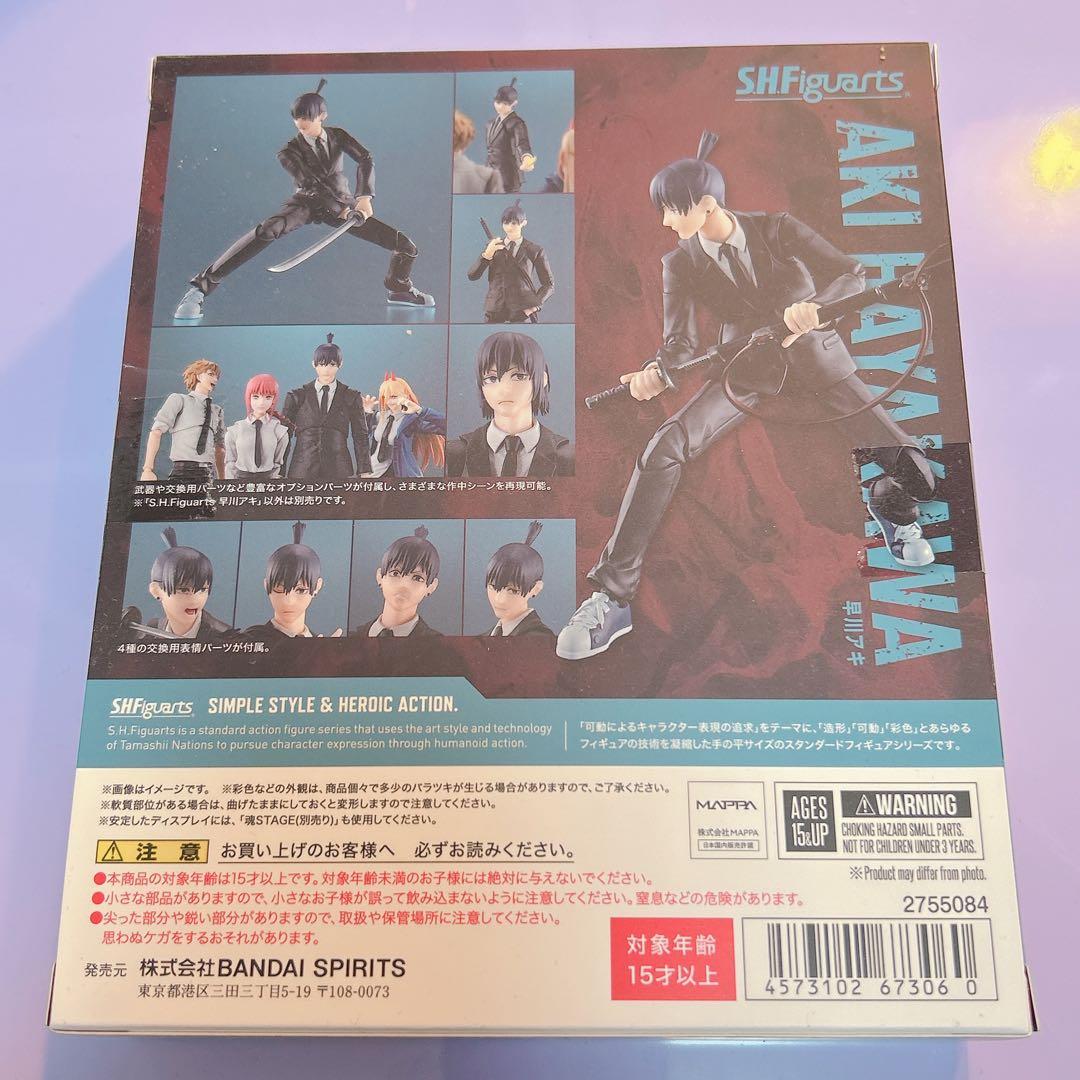 S.H.Figuarts
AKI HAYAKAWA
早川アキ
武器や交換用パーツなど豊富なオプションパーツが付属し、さまざまな作中シーンを再現可能。
※「S.H.Figuarts 早川アキ」以外は別売りです。
4種の交換用表情パーツが付属。
S.H.Figuarts SIMPLE STYLE & HEROIC ACTION.
S.H.Figuarts is a standard action figure series that uses the art style and technology
of Tamashii Nations to pursue character expression through humanoid action.
「可動によるキャラクター表現の追求」をテーマに、「造形」「可動」「彩色」とあらゆる
フィギュアの技術を凝縮した手の平サイズのスタンダードフィギュアシリーズです。
※画像はイメージです。 ※彩色などの外観は、商品個々で多少のバラツキが生じる場合がありますので、ご了承ください。
※軟質部位がある場合は、曲げたままにしておくと変形しますので注意してください。
※安定したディスプレイには、「魂STAGE(別売り)」も使用してください。
MAPPA
株式会社MAPPA
日本国内販売許諾
AGES
15&UP
WARNING
CHOKING HAZARD SMALL PARTS.
NOT FOR CHILDREN UNDER 3 YEARS.
※Product may differ from photo.
注意 お買い上げのお客様へ 必ずお読みください。
●本商品の対象年齢は15才以上です。対象年齢未満のお子様には絶対に与えないでください。
●小さな部品がありますので、小さなお子様が誤って飲み込まないように注意してください。窒息などの危険があります。
●尖った部分や鋭い部分がありますので、取扱や保管場所に注意してください。
思わぬケガをするおそれがあります。
2755084
対象年齢
15才以上
4573102 67306 0
発売元 株式会社BANDAI SPIRITS
東京都港区三田三丁目5-19 〒108-0073